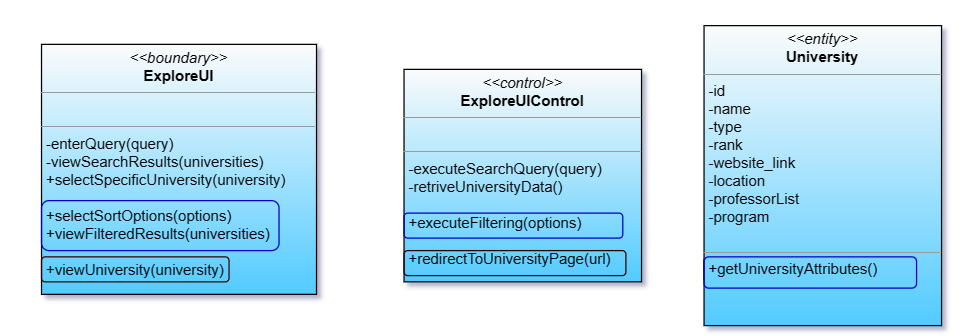 <<boundary>>
ExploreUI
-enterQuery(query)
-viewSearchResults(universities)
+selectSpecificUniversity(university)
+selectSortOptions(options)
+viewFilteredResults(universities)
+viewUniversity(university)
<<control>>
ExploreUIControl
-executeSearchQuery(query)
-retriveUniversityData()
+executeFiltering(options)
+redirectToUniversityPage(url)
<<entity>>
University
-id
-name
-type
-rank
-website_link
-location
-professorList
-program
+getUniversityAttributes()